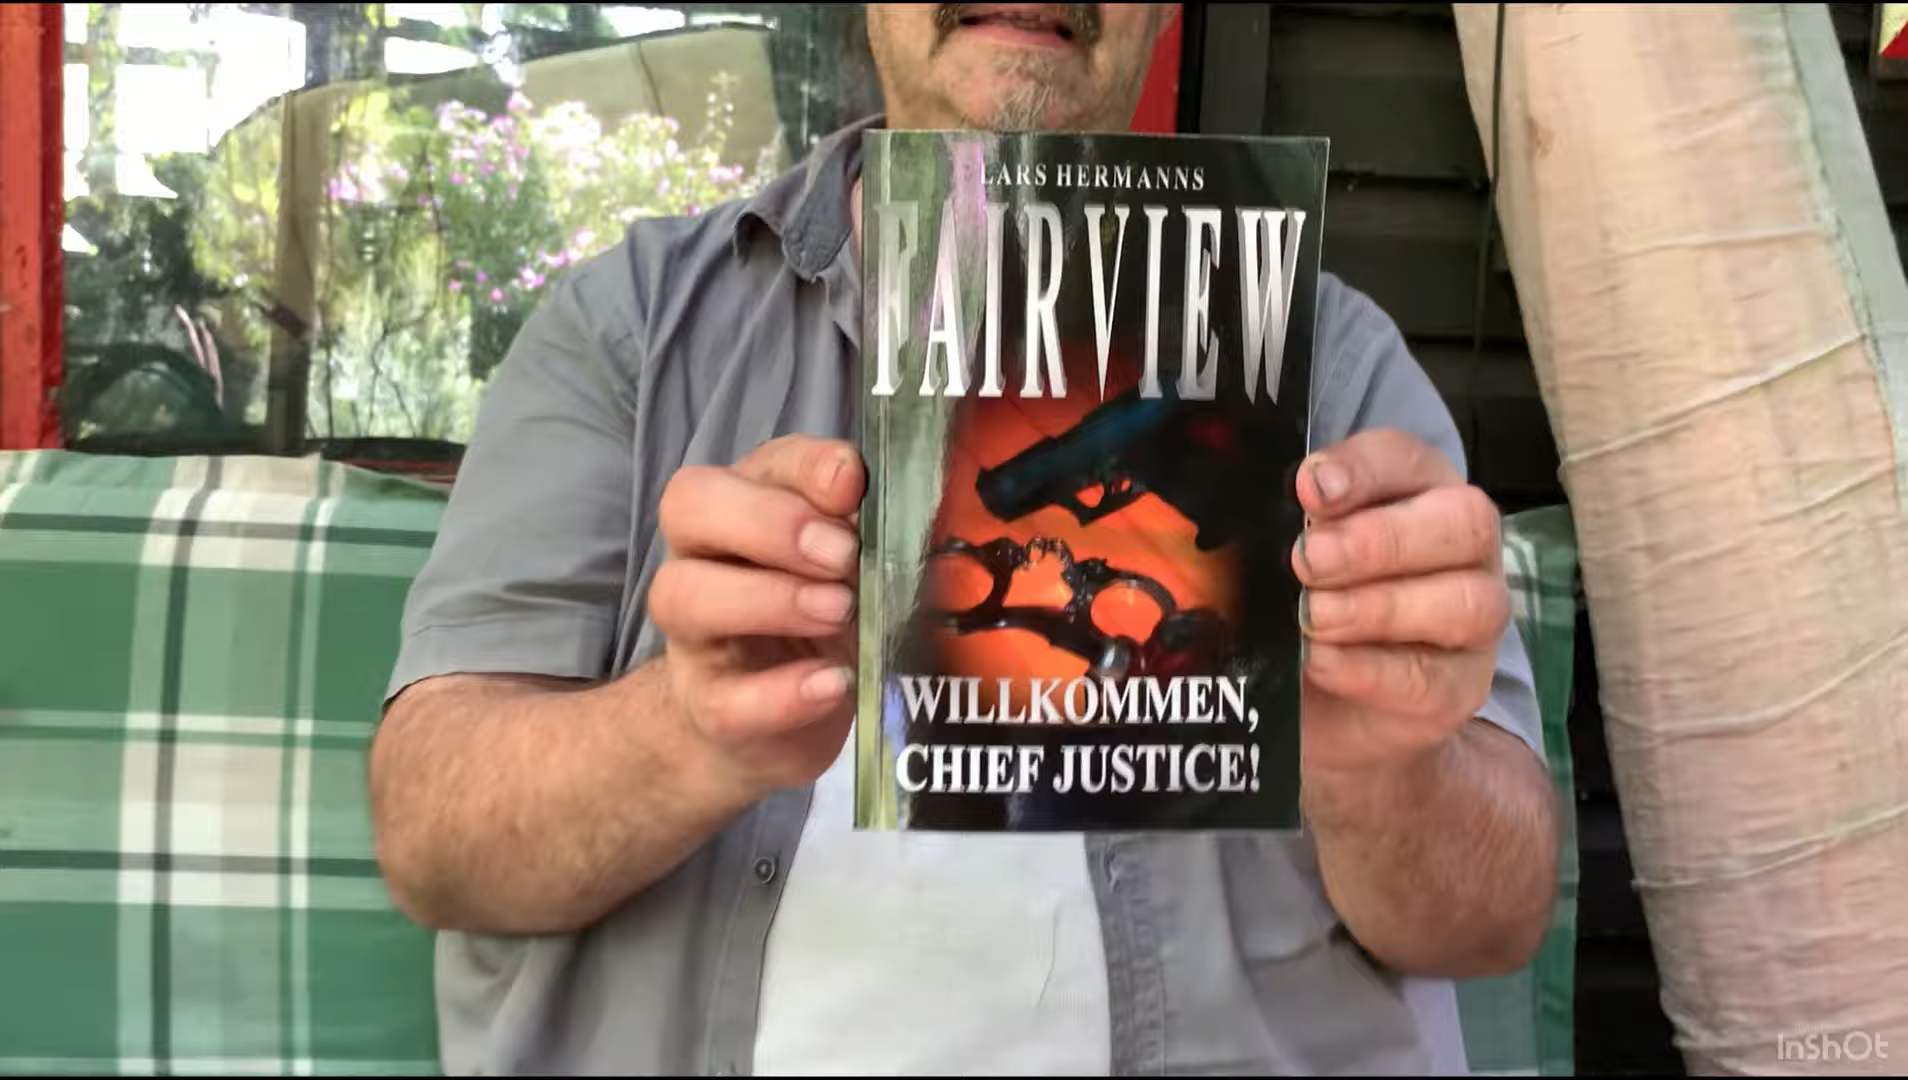 LARS HERMANNS
FAIRVIEW
WILLKOMMEN,
CHIEF JUSTICE!
InShOt